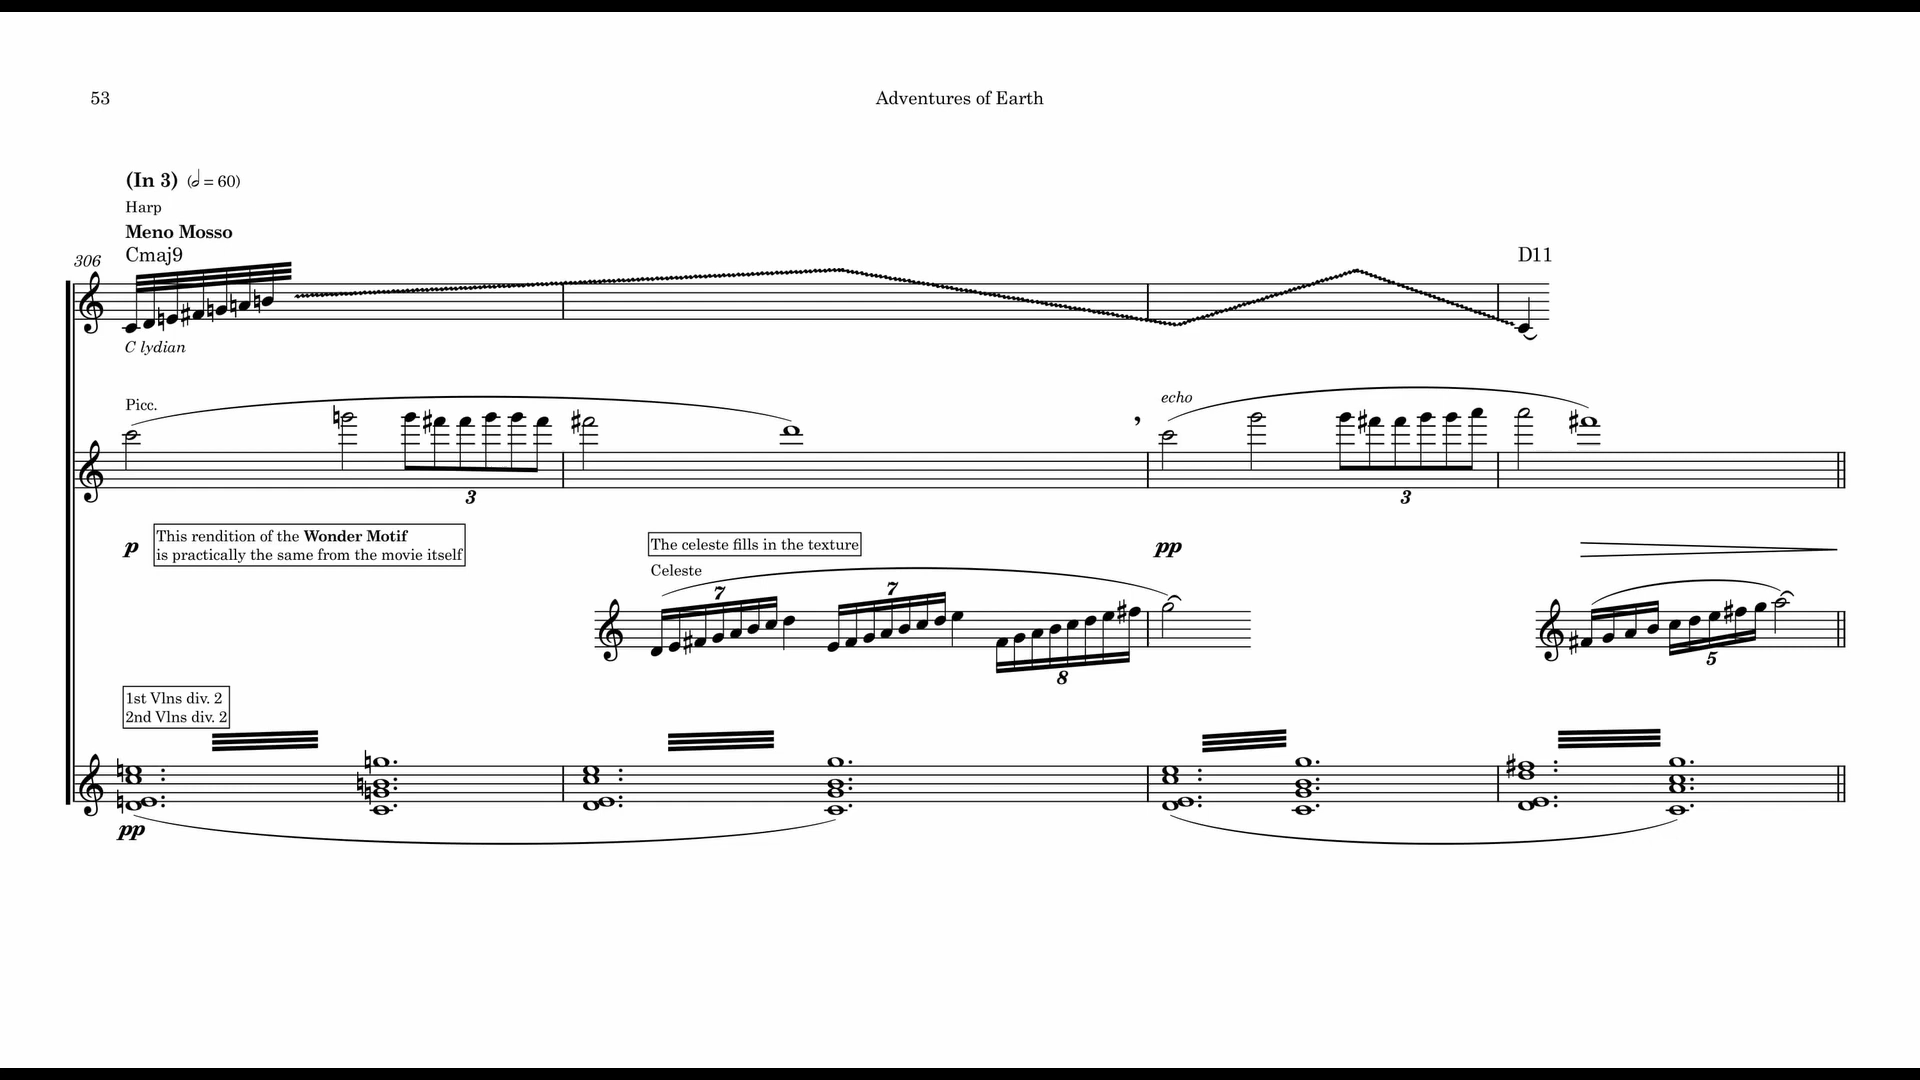 53
Adventures of Earth
(In 3) (𝅗𝅥 = 60)
Harp
Meno Mosso
306
Cmaj9
D11
C lydian
Picc.
echo
3
3
p
This rendition of the Wonder Motif
is practically the same from the movie itself
The celeste fills in the texture
pp
Celeste
7
7
8
5
1st Vlns div. 2
2nd Vlns div. 2
pp